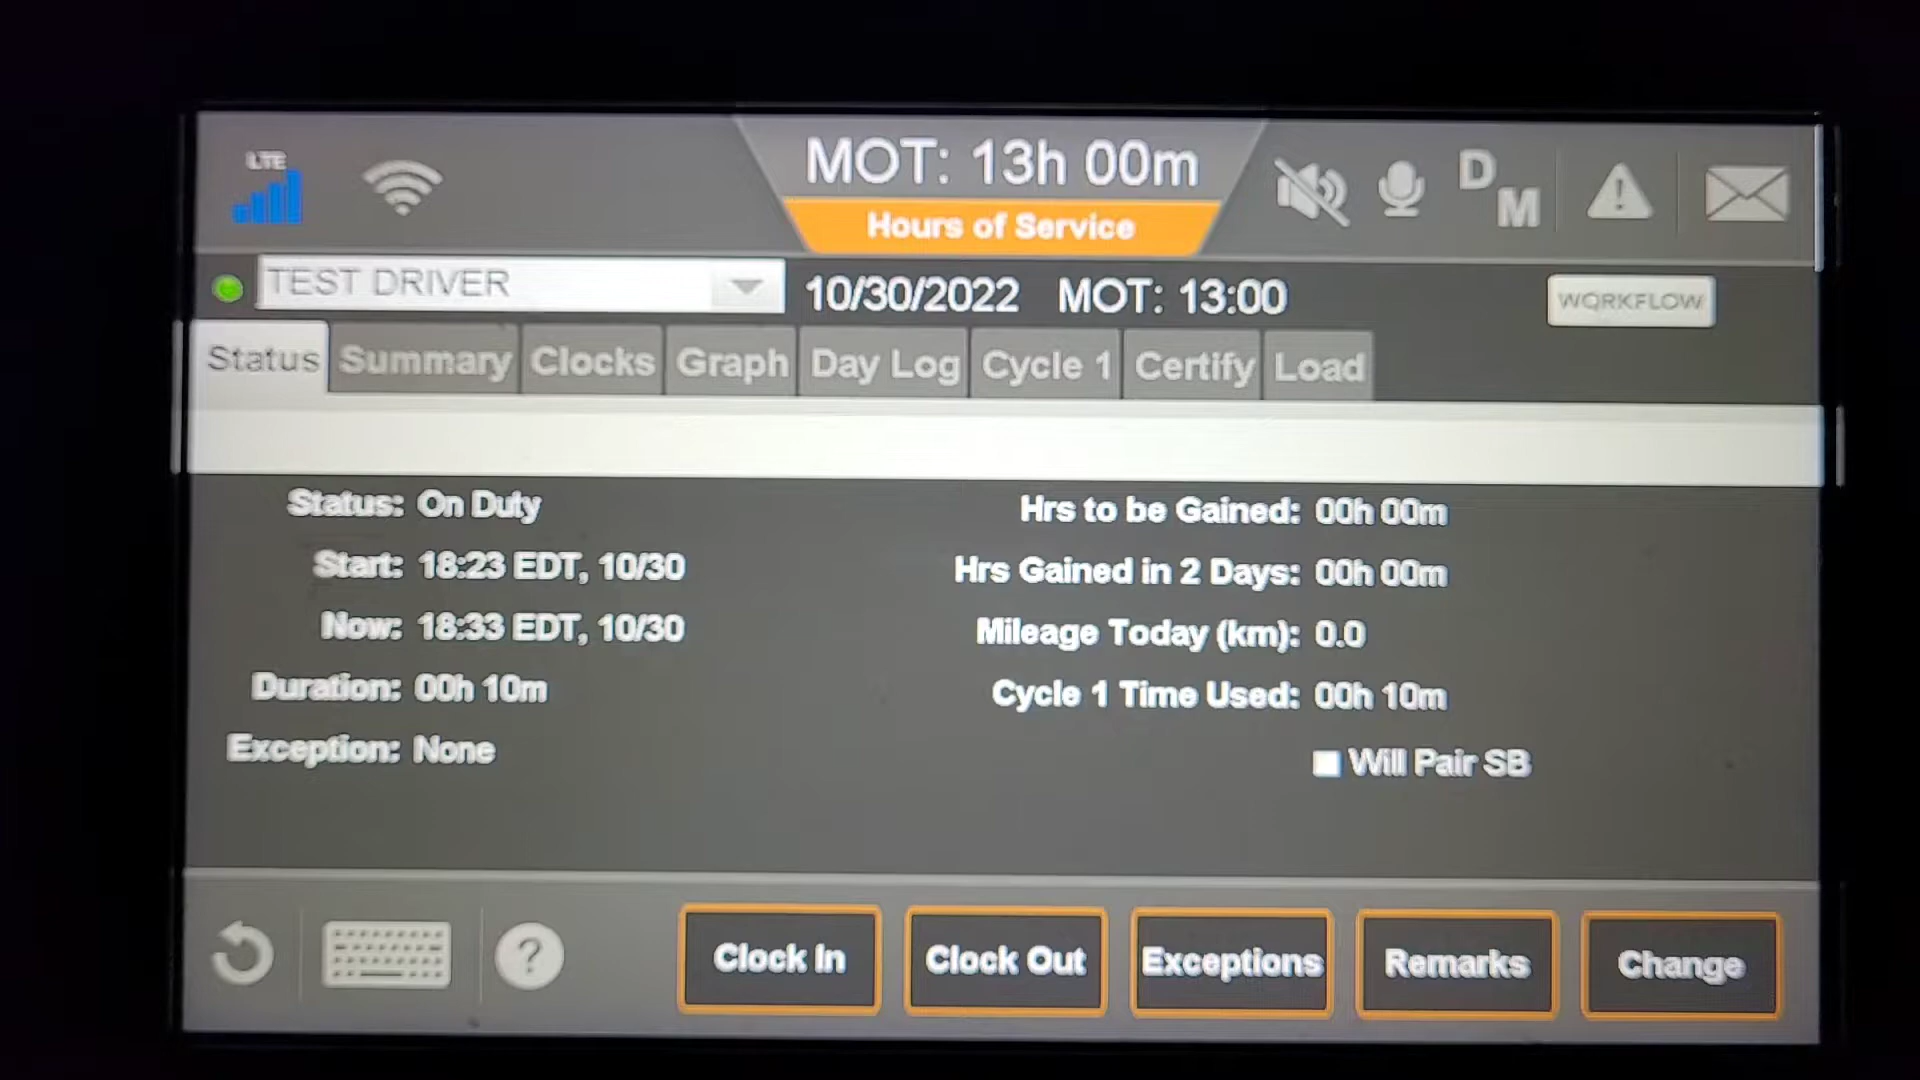 LTE
MOT: 13h 00m
Hours of Service
D
M
TEST DRIVER
10/30/2022 MOT: 13:00
WORKFLOW
Status Summary Clocks Graph Day Log Cycle 1 Certify Load
Status: On Duty
Hrs to be Gained: 00h 00m
Start: 18:23 EDT, 10/30
Hrs Gained in 2 Days: 00h 00m
Now: 18:33 EDT, 10/30
Mileage Today (km): 0.0
Duration: 00h 10m
Cycle 1 Time Used: 00h 10m
Exception: None
Will Pair SB
? Clock In Clock Out Exceptions Remarks Change